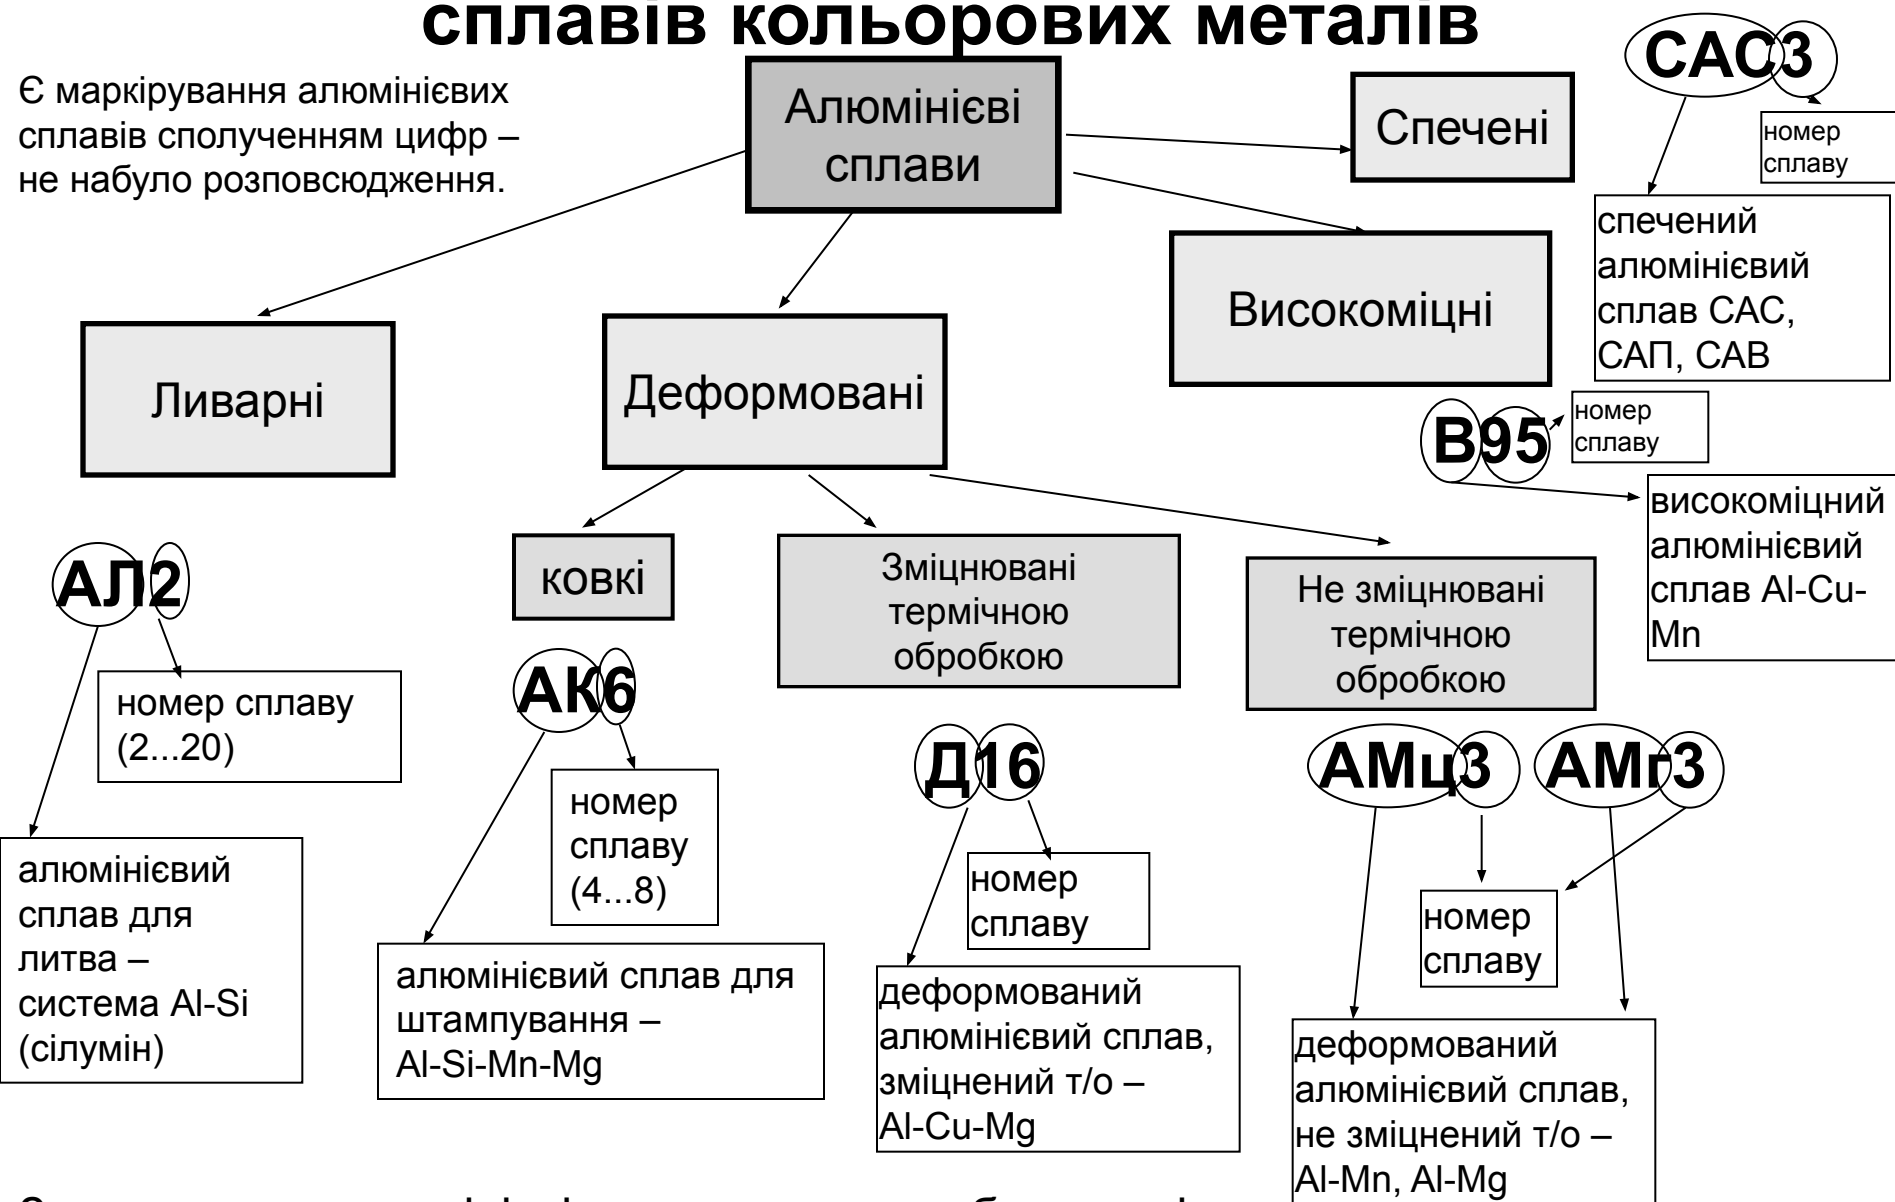 сплавів кольорових металів
Є маркірування алюмінієвих
сплавів сполученням цифр –
не набуло розповсюдження.
Алюмінієві
сплави
Спечені
САС3
номер
сплаву
спечений
алюмінієвий
сплав САС,
САП, САВ
Високоміцні
Ливарні
Деформовані
В95
номер
сплаву
високоміцний
алюмінієвий
сплав Al-Cu-
Mn
ковкі
Зміцнювані
термічною
обробкою
Не зміцнювані
термічною
обробкою
АЛ2
номер сплаву
(2...20)
алюмінієвий
сплав для
литва –
система Al-Si
(сілумін)
АК6
номер
сплаву
(4...8)
алюмінієвий сплав для
штампування –
Al-Si-Mn-Mg
Д16
номер
сплаву
деформований
алюмінієвий сплав,
зміцнений т/о –
Al-Cu-Mg
АМц3 АМг3
номер
сплаву
деформований
алюмінієвий сплав,
не зміцнений т/о –
Al-Mn, Al-Mg